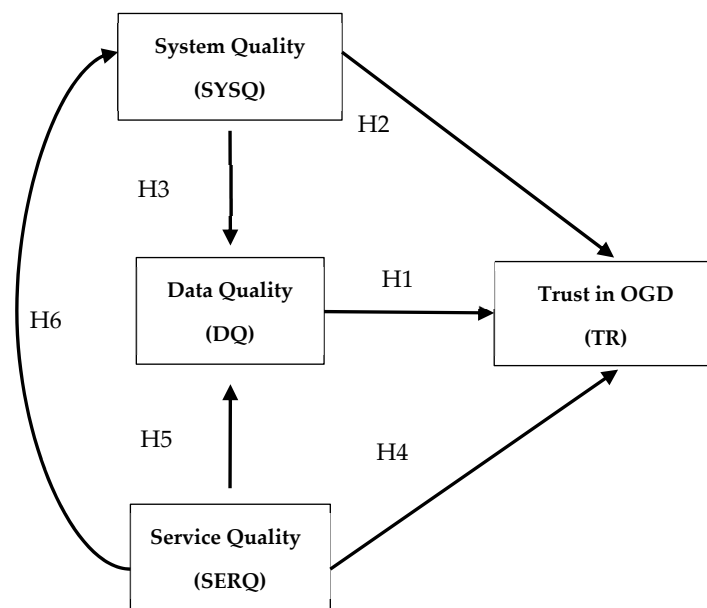 System Quality
(SYSQ)
H2
H3
Data Quality
(DQ)
H1
Trust in OGD
(TR)
H6
H5
H4
Service Quality
(SERQ)